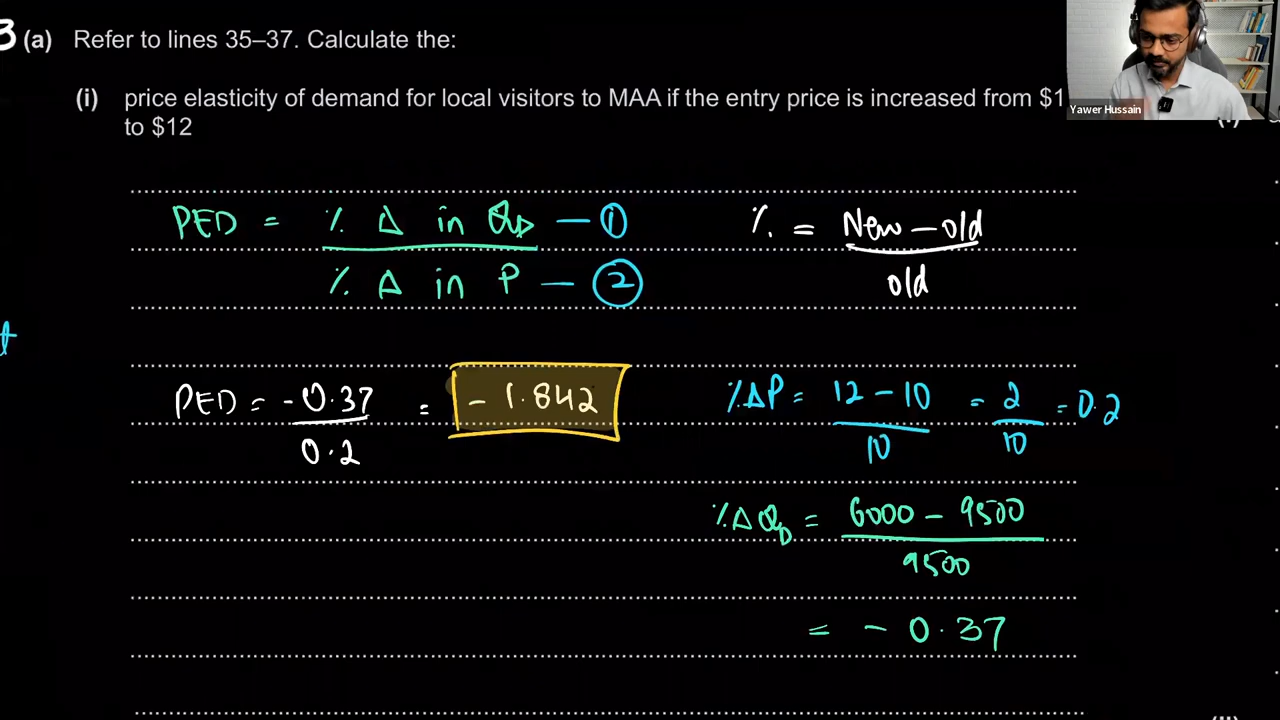 3 (a) Refer to lines 35–37. Calculate the:
(i) price elasticity of demand for local visitors to MAA if the entry price is increased from $1
to $12
Yawer Hussain
PED = % Δ in QD — ①
% Δ in P — ②
% = New – old
old
PED = -0.37 = - 1.842
0.2
%ΔP = 12 – 10 = 2 = 0.2
10 10
%ΔQD = 6000 – 9500
9500
= - 0.37